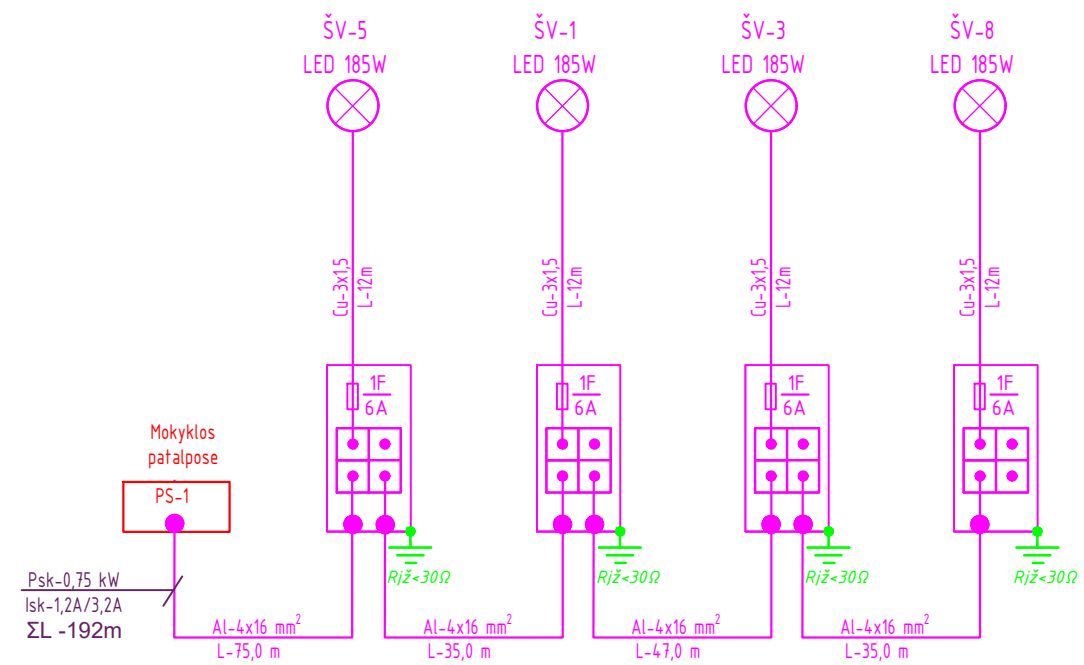 ŠV-5
LED 185W
ŠV-1
LED 185W
ŠV-3
LED 185W
ŠV-8
LED 185W
Cu-3x1,5
L-12m
Cu-3x1,5
L-12m
Cu-3x1,5
L-12m
Cu-3x1,5
L-12m
1F
6A
1F
6A
1F
6A
1F
6A
Mokyklos
patalpose
PS-1
Rįž<30Ω
Rįž<30Ω
Rįž<30Ω
Rįž<30Ω
Psk-0,75 kW
Isk-1,2A/3,2A
ΣL -192m
Al-4x16 mm²
L-75,0 m
Al-4x16 mm²
L-35,0 m
Al-4x16 mm²
L-47,0 m
Al-4x16 mm²
L-35,0 m